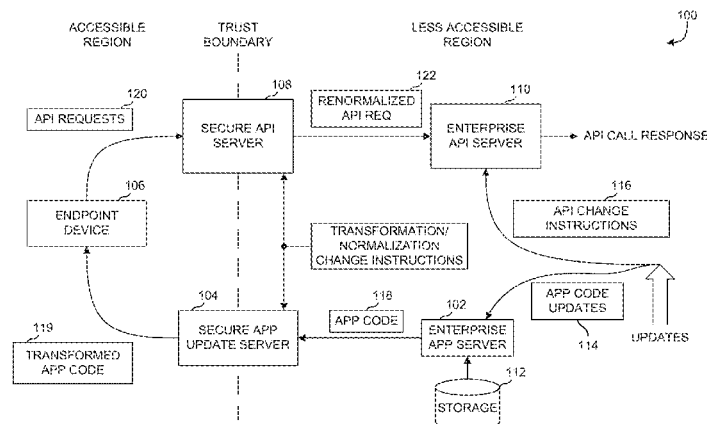 ACCESSIBLE
REGION
TRUST
BOUNDARY
LESS ACCESSIBLE
REGION
100
120
API REQUESTS
108
SECURE API
SERVER
122
RENORMALIZED
API REQ
110
ENTERPRISE
API SERVER
API CALL RESPONSE
106
ENDPOINT
DEVICE
116
API CHANGE
INSTRUCTIONS
TRANSFORMATION/
NORMALIZATION
CHANGE INSTRUCTIONS
104
SECURE APP
UPDATE SERVER
118
APP CODE
102
ENTERPRISE
APP SERVER
APP CODE
UPDATES
114
UPDATES
119
TRANSFORMED
APP CODE
112
STORAGE